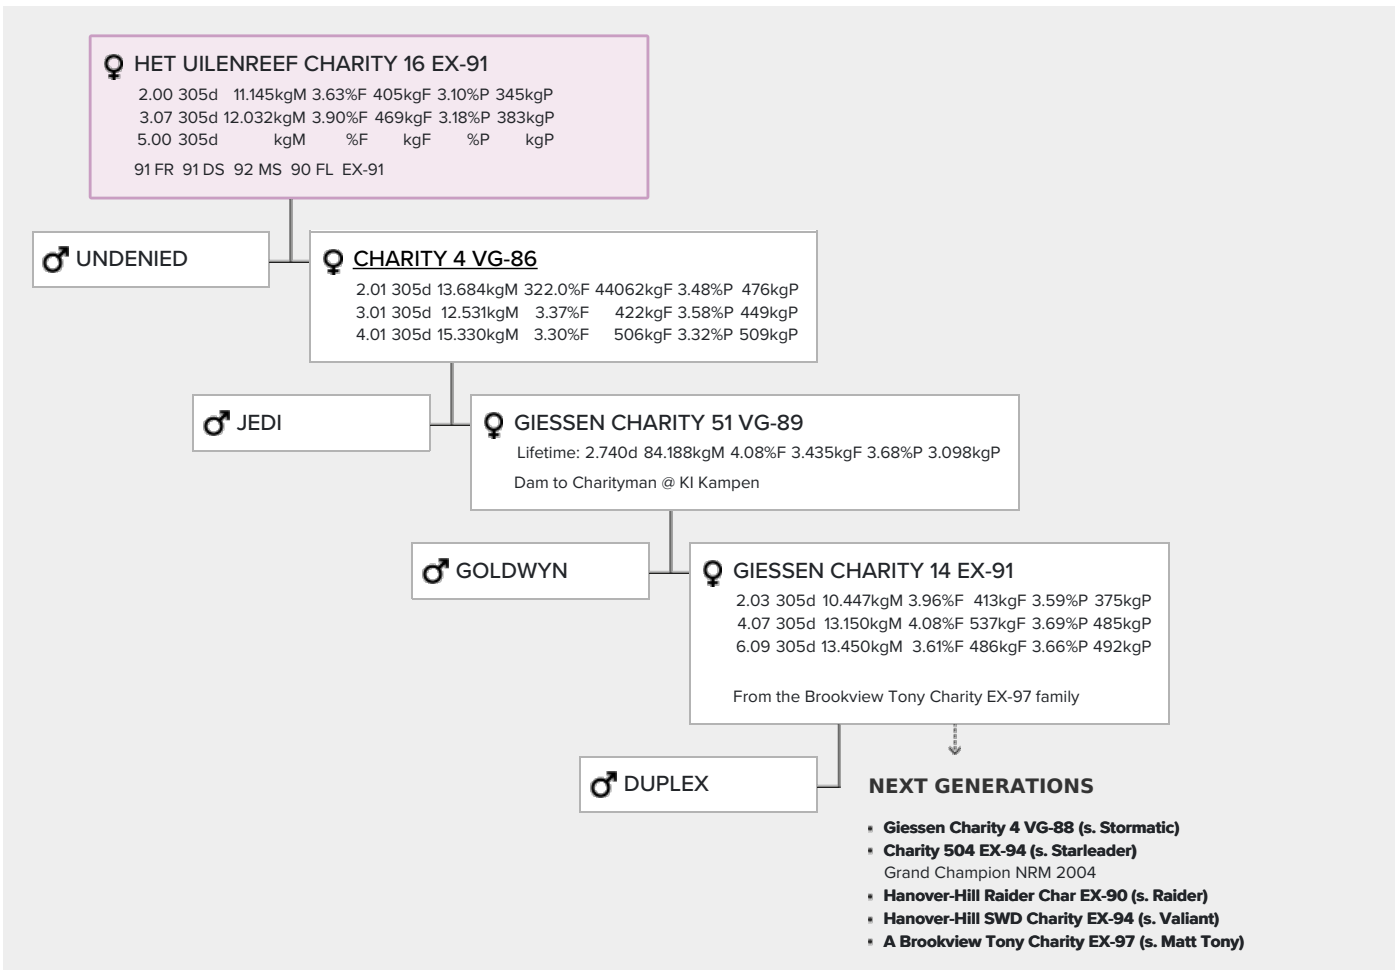 HET UILENREEF CHARITY 16 EX-91
2.00 305d 11.145kgM 3.63%F 405kgF 3.10%P 345kgP
3.07 305d 12.032kgM 3.90%F 469kgF 3.18%P 383kgP
5.00 305d kgM %F kgF %P kgP
91 FR 91 DS 92 MS 90 FL EX-91
UNDENIED
CHARITY 4 VG-86
2.01 305d 13.684kgM 322.0%F 44062kgF 3.48%P 476kgP
3.01 305d 12.531kgM 3.37%F 422kgF 3.58%P 449kgP
4.01 305d 15.330kgM 3.30%F 506kgF 3.32%P 509kgP
JEDI
GIESSEN CHARITY 51 VG-89
Lifetime: 2.740d 84.188kgM 4.08%F 3.435kgF 3.68%P 3.098kgP
Dam to Charityman @ KI Kampen
GOLDWYN
GIESSEN CHARITY 14 EX-91
2.03 305d 10.447kgM 3.96%F 413kgF 3.59%P 375kgP
4.07 305d 13.150kgM 4.08%F 537kgF 3.69%P 485kgP
6.09 305d 13.450kgM 3.61%F 486kgF 3.66%P 492kgP
From the Brookview Tony Charity EX-97 family
DUPLEX
NEXT GENERATIONS
Giessen Charity 4 VG-88 (s. Stormatic)
Charity 504 EX-94 (s. Starleader)
Grand Champion NRM 2004
Hanover-Hill Raider Char EX-90 (s. Raider)
Hanover-Hill SWD Charity EX-94 (s. Valiant)
A Brookview Tony Charity EX-97 (s. Matt Tony)